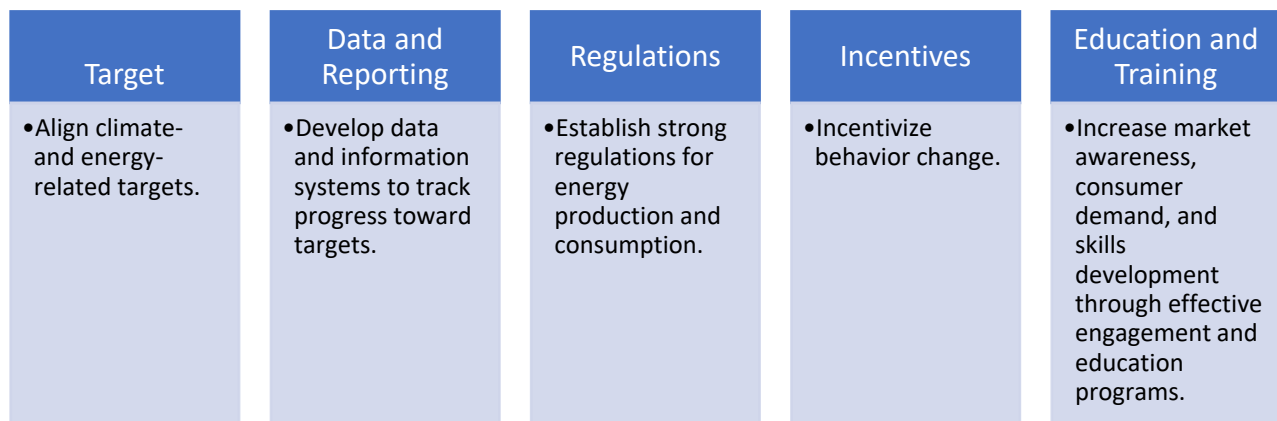 Target
•Align climate-
and energy-
related targets.
Data and
Reporting
•Develop data
and information
systems to track
progress toward
targets.
Regulations
•Establish strong
regulations for
energy
production and
consumption.
Incentives
•Incentivize
behavior change.
Education and
Training
•Increase market
awareness,
consumer
demand, and
skills
development
through effective
engagement and
education
programs.